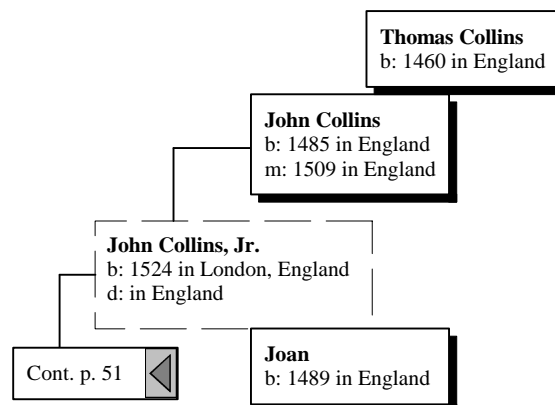 Thomas Collins
b: 1460 in England
John Collins
b: 1485 in England
m: 1509 in England
John Collins, Jr.
b: 1524 in London, England
d: in England
Cont. p. 51
Joan
b: 1489 in England